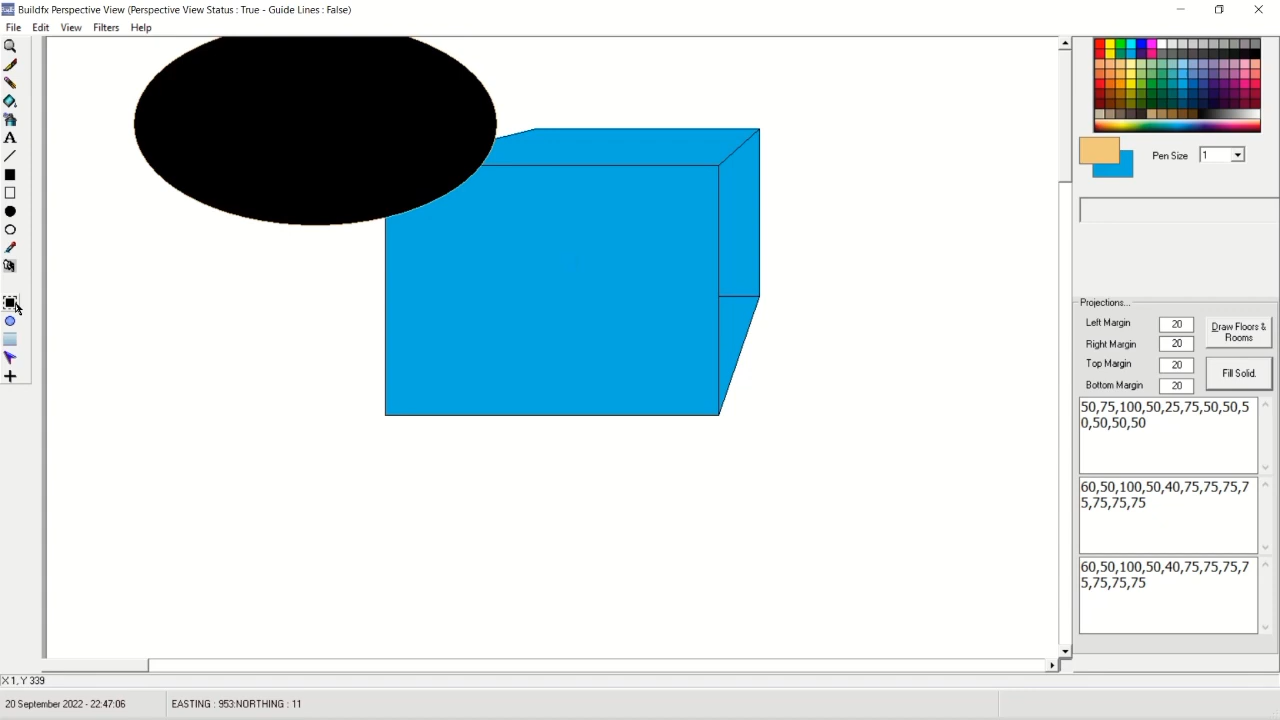 Buildfx Perspective View (Perspective View Status : True - Guide Lines : False)
File Edit View Filters Help
A
Pen Size 1
Projections...
Left Margin 20
Right Margin 20
Top Margin 20
Bottom Margin 20
Draw Floors &
Rooms
Fill Solid.
50,75,100,50,25,75,50,50,5
0,50,50,50
60,50,100,50,40,75,75,75,7
5,75,75,75
60,50,100,50,40,75,75,75,7
5,75,75,75
X 1, Y 339
20 September 2022 - 22:47:06 EASTING : 953:NORTHING : 11